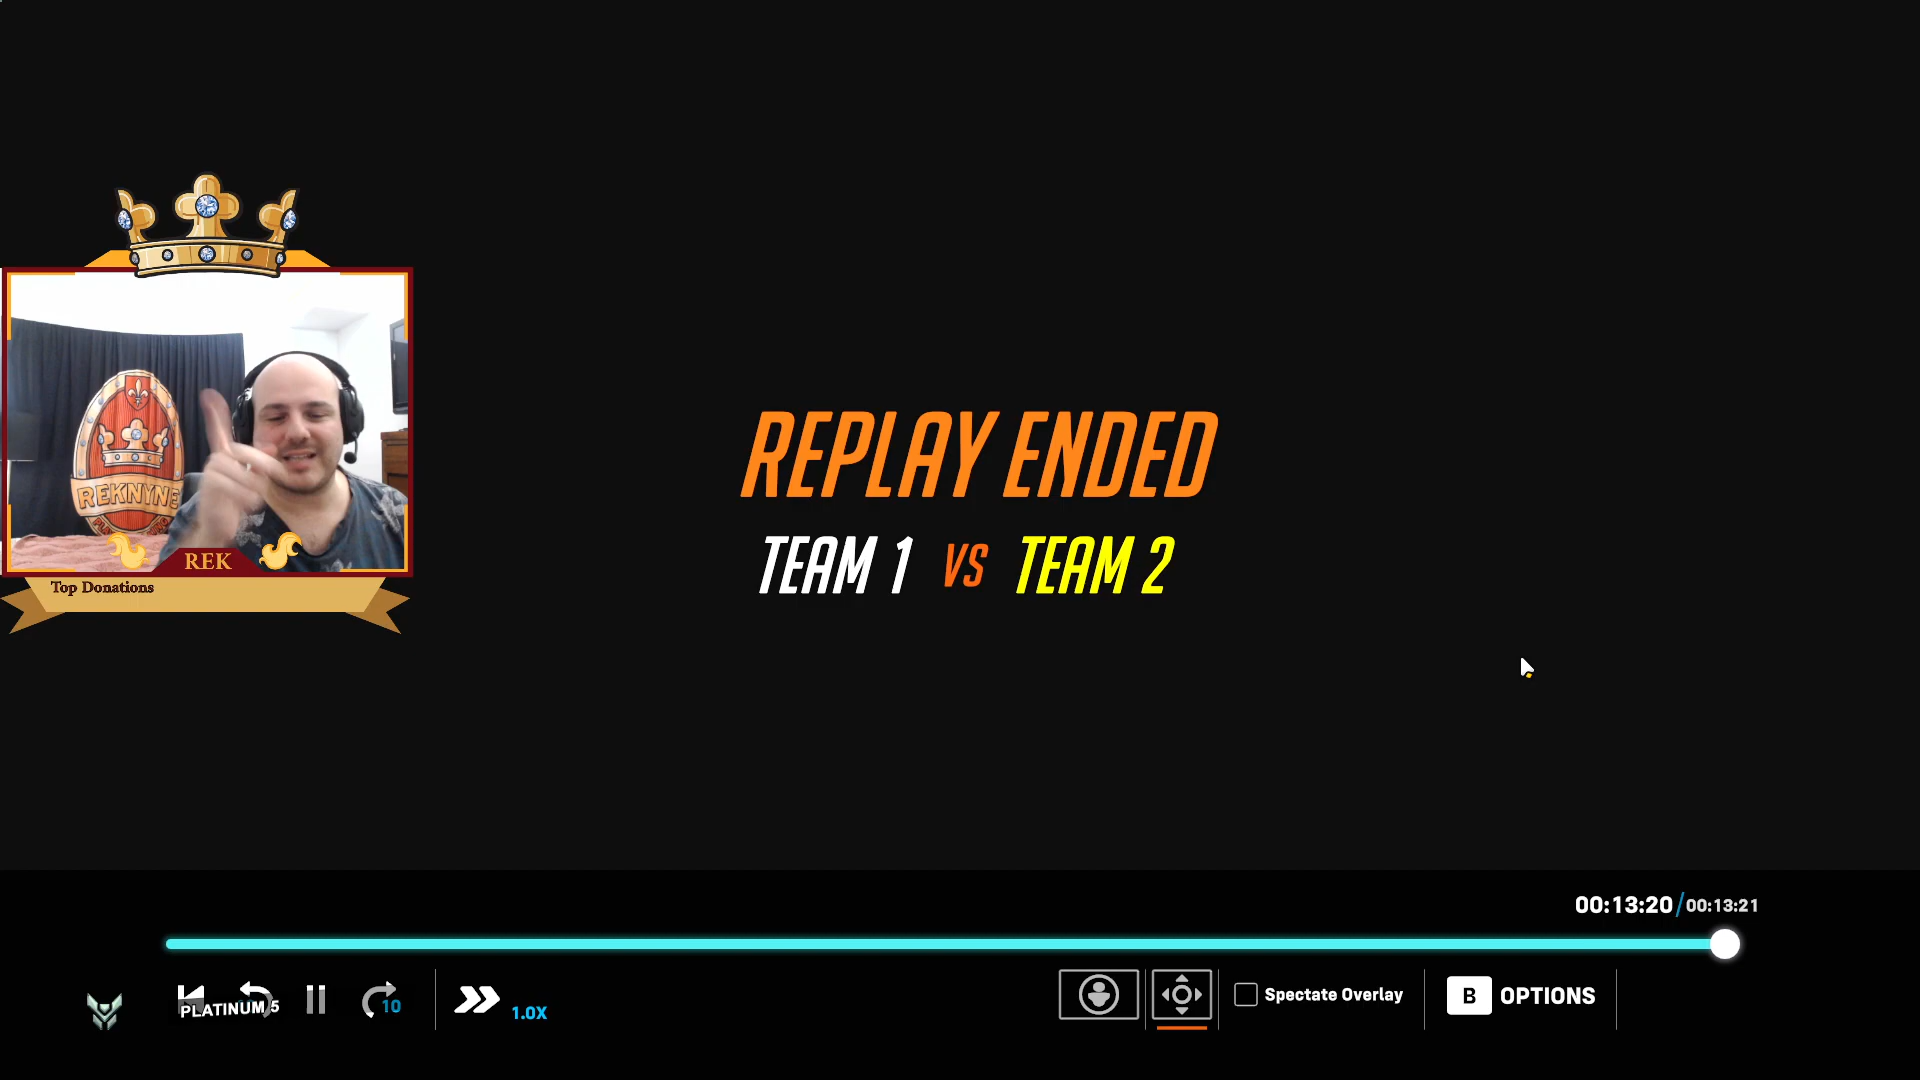 REKNYNE
REK
Top Donations
REPLAY ENDED
TEAM 1 VS TEAM 2
00:13:20/00:13:21
PLATINUM 5
10
1.0X
Spectate Overlay
B OPTIONS